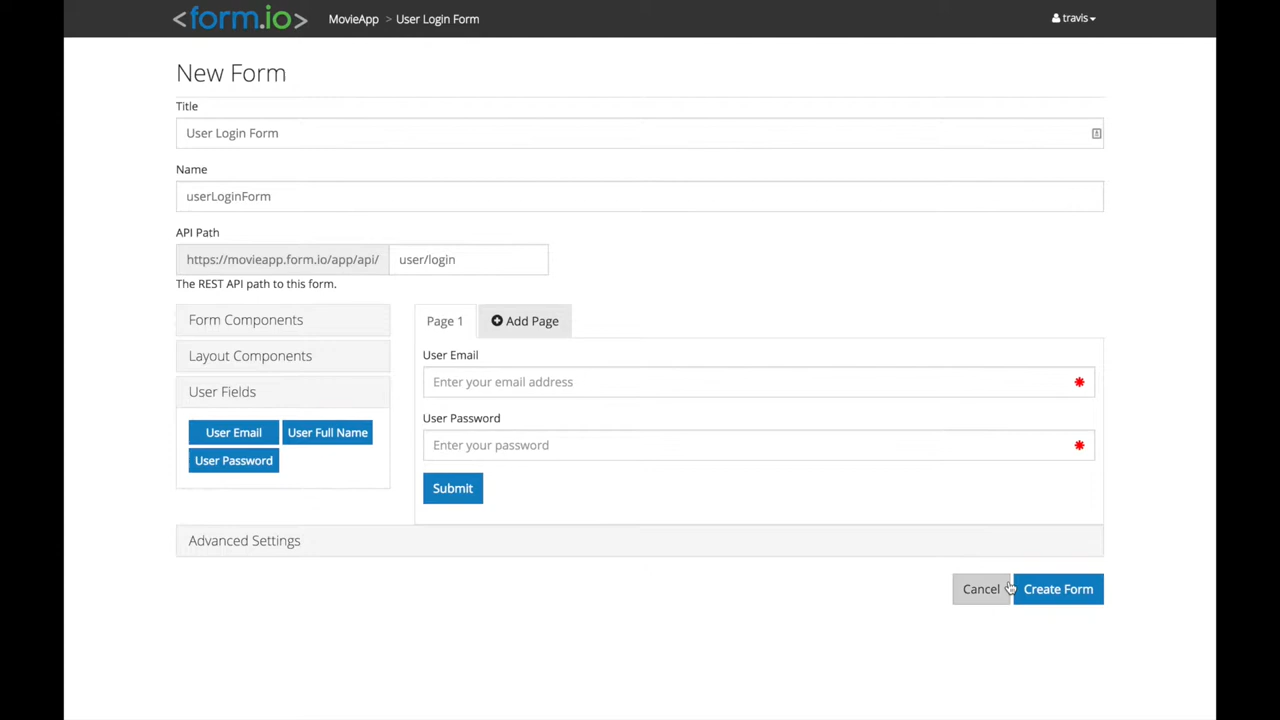 <form.io> MovieApp > User Login Form travis
New Form
Title
User Login Form
Name
userLoginForm
API Path
https://movieapp.form.io/app/api/ user/login
The REST API path to this form.
Form Components
Layout Components
User Fields
User Email User Full Name
User Password
Page 1 Add Page
User Email
Enter your email address
User Password
Enter your password
Submit
Advanced Settings
Cancel Create Form